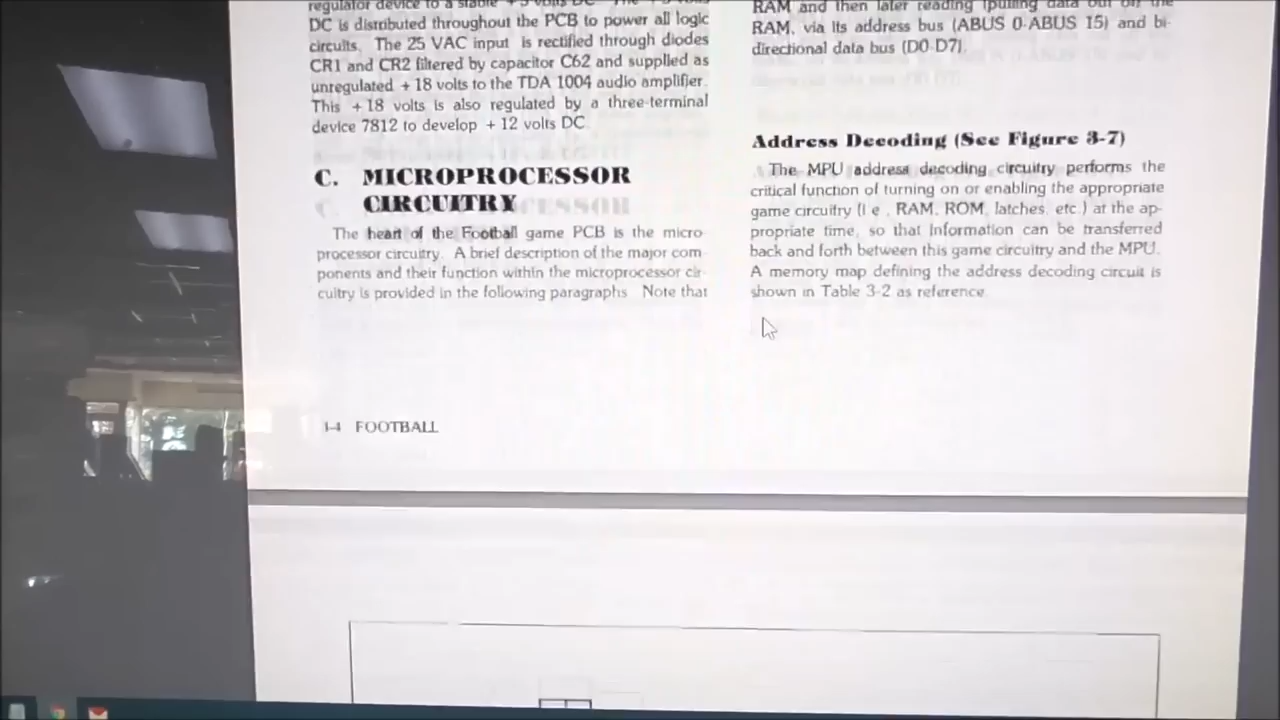 regulator device to a stable + 5 volts DC The
DC is distributed throughout the PCB to power all logic
circuits. The 25 VAC input is rectified through diodes
CR1 and CR2 filtered by capacitor C62 and supplied as
unregulated + 18 volts to the TDA 1004 audio amplifier.
This + 18 volts is also regulated by a three-terminal
device 7812 to develop + 12 volts DC
C. MICROPROCESSOR
CIRCUITRY
The heart of the Football game PCB is the micro-
processor circuitry. A brief description of the major com-
ponents and their function within the microprocessor cir-
cuitry is provided in the following paragraphs Note that
3-4 FOOTBALL
RAM and then later reading (pulling data out of) the
RAM, via its address bus (ABUS 0-ABUS 15) and bi-
directional data bus (D0-D7).
Address Decoding (See Figure 3-7)
The MPU address decoding circuitry performs the
critical function of turning on or enabling the appropriate
game circuitry (i e , RAM, ROM, latches, etc.) at the ap-
propriate time, so that information can be transferred
back and forth between this game circuitry and the MPU.
A memory map defining the address decoding circuit is
shown in Table 3-2 as reference